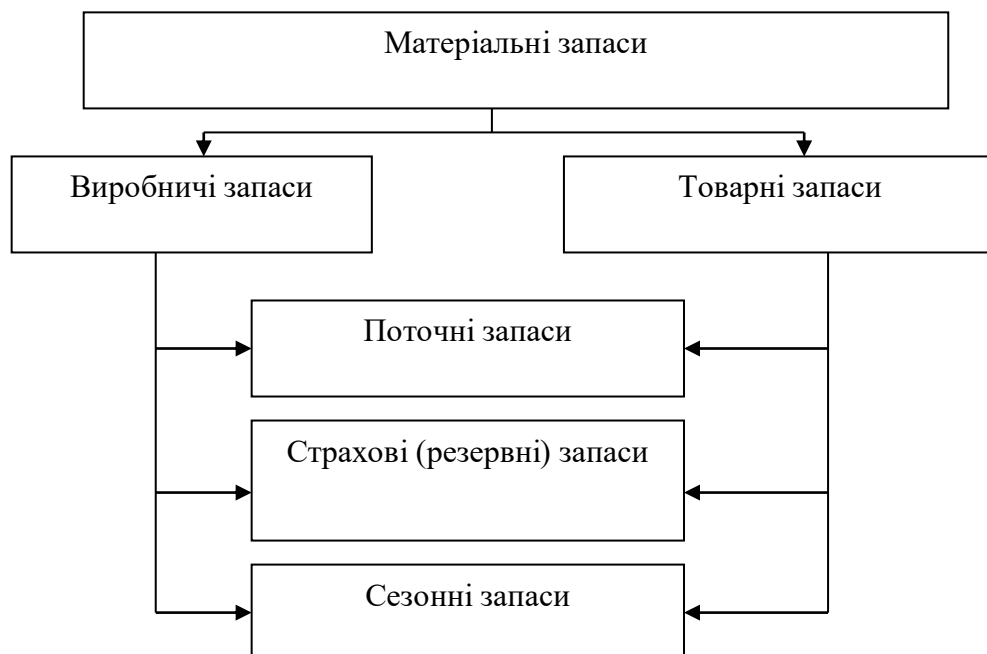 Матеріальні запаси
Виробничі запаси
Товарні запаси
Поточні запаси
Страхові (резервні) запаси
Сезонні запаси